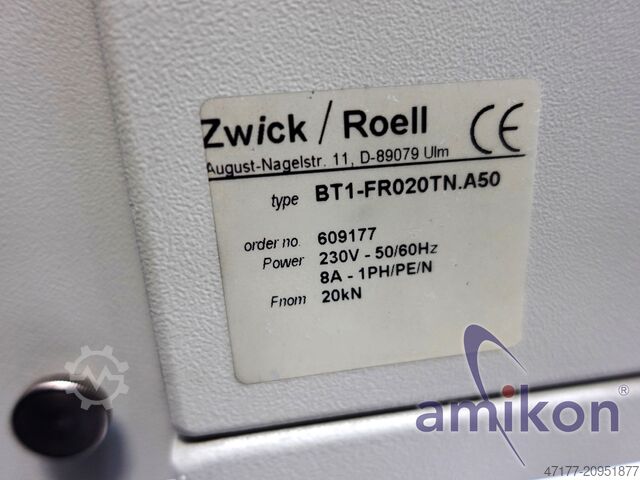 Zwick / Roell CE
August-Nagelstr. 11, D-89079 Ulm
type BT1-FR020TN.A50
order no. 609177
Power 230V - 50/60Hz
8A - 1PH/PE/N
Fnom 20kN
amikon
47177-20951877